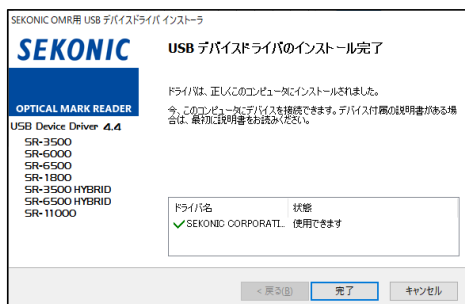 SEKONIC OMR用 USB デバイスドライバ インストーラ
SEKONIC
OPTICAL MARK READER
USB Device Driver 4.4
SR-3500
SR-6000
SR-6500
SR-1800
SR-3500 HYBRID
SR-6500 HYBRID
SR-11000
USB デバイスドライバのインストール完了
ドライバは、正しくこのコンピュータにインストールされました。
今、このコンピュータにデバイスを接続できます。デバイス付属の説明書がある場
合は、最初に説明書をお読みください。
ドライバ名 状態
SEKONIC CORPORATI... 使用できます
< 戻る(B) 完了 キャンセル